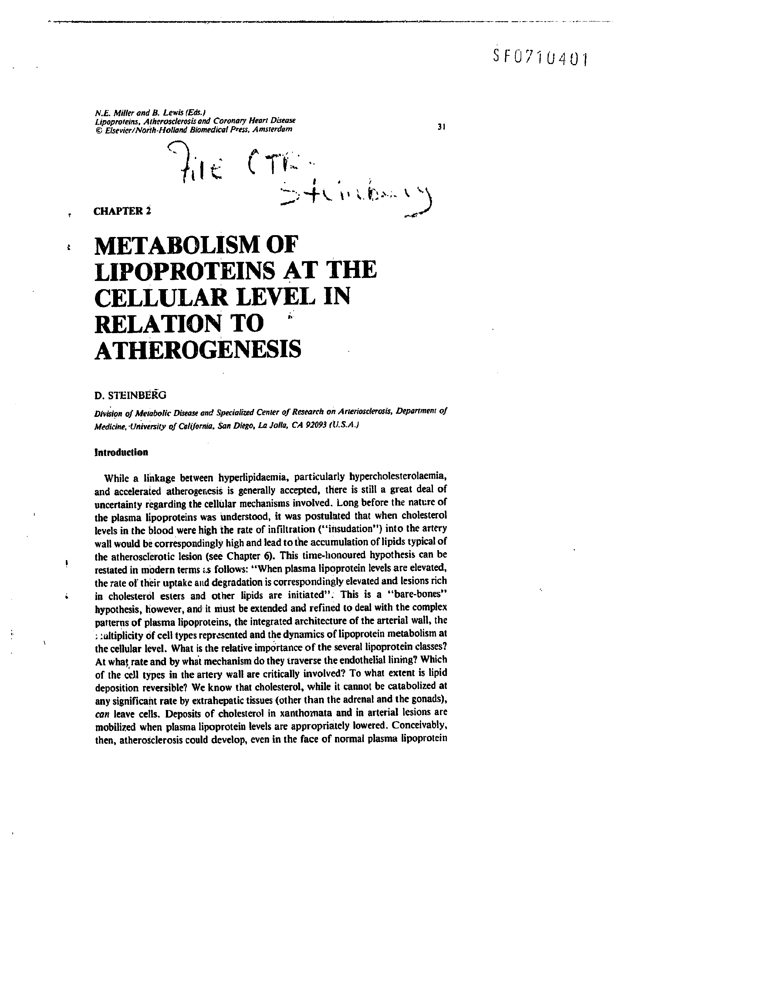 SF0710401
N.E. Miller and B. Lewis (Eds.)
Lipoproteins, Atherosclerosis and Coronary Heart Disease
© Elsevier/North-Holland Biomedical Press, Amsterdam
31
File CTR-
Steinberg
CHAPTER 2
METABOLISM OF
LIPOPROTEINS AT THE
CELLULAR LEVEL IN
RELATION TO
ATHEROGENESIS
D. STEINBERG
Division of Metabolic Disease and Specialized Center of Research on Arteriosclerosis, Department of
Medicine, University of California, San Diego, La Jolla, CA 92093 (U.S.A.)
Introduction
While a linkage between hyperlipidaemia, particularly hypercholesterolaemia,
and accelerated atherogenesis is generally accepted, there is still a great deal of
uncertainty regarding the cellular mechanisms involved. Long before the nature of
the plasma lipoproteins was understood, it was postulated that when cholesterol
levels in the blood were high the rate of infiltration (“insudation”) into the artery
wall would be correspondingly high and lead to the accumulation of lipids typical of
the atherosclerotic lesion (see Chapter 6). This time-honoured hypothesis can be
restated in modern terms as follows: “When plasma lipoprotein levels are elevated,
the rate of their uptake and degradation is correspondingly elevated and lesions rich
in cholesterol esters and other lipids are initiated”. This is a “bare-bones”
hypothesis, however, and it must be extended and refined to deal with the complex
patterns of plasma lipoproteins, the integrated architecture of the arterial wall, the
multiplicity of cell types represented and the dynamics of lipoprotein metabolism at
the cellular level. What is the relative importance of the several lipoprotein classes?
At what rate and by what mechanism do they traverse the endothelial lining? Which
of the cell types in the artery wall are critically involved? To what extent is lipid
deposition reversible? We know that cholesterol, while it cannot be catabolized at
any significant rate by extrahepatic tissues (other than the adrenal and the gonads),
can leave cells. Deposits of cholesterol in xanthomata and in arterial lesions are
mobilized when plasma lipoprotein levels are appropriately lowered. Conceivably,
then, atherosclerosis could develop, even in the face of normal plasma lipoprotein